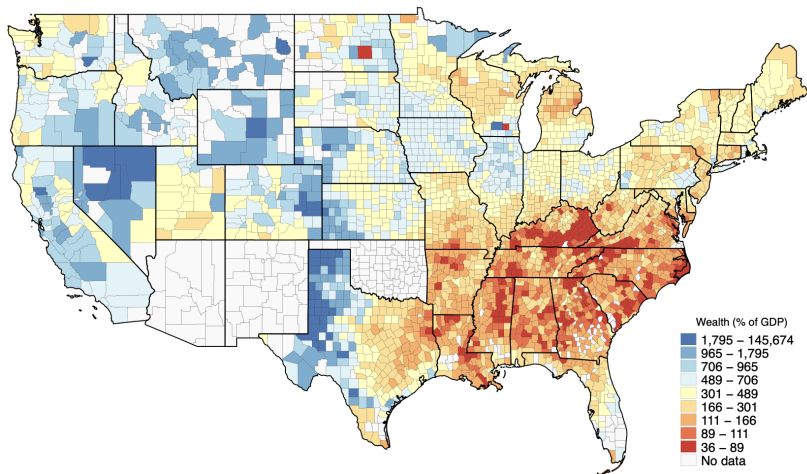 Wealth (% of GDP)
1,795 – 145,674
965 – 1,795
706 – 965
489 – 706
301 – 489
166 – 301
111 – 166
89 – 111
36 – 89
No data